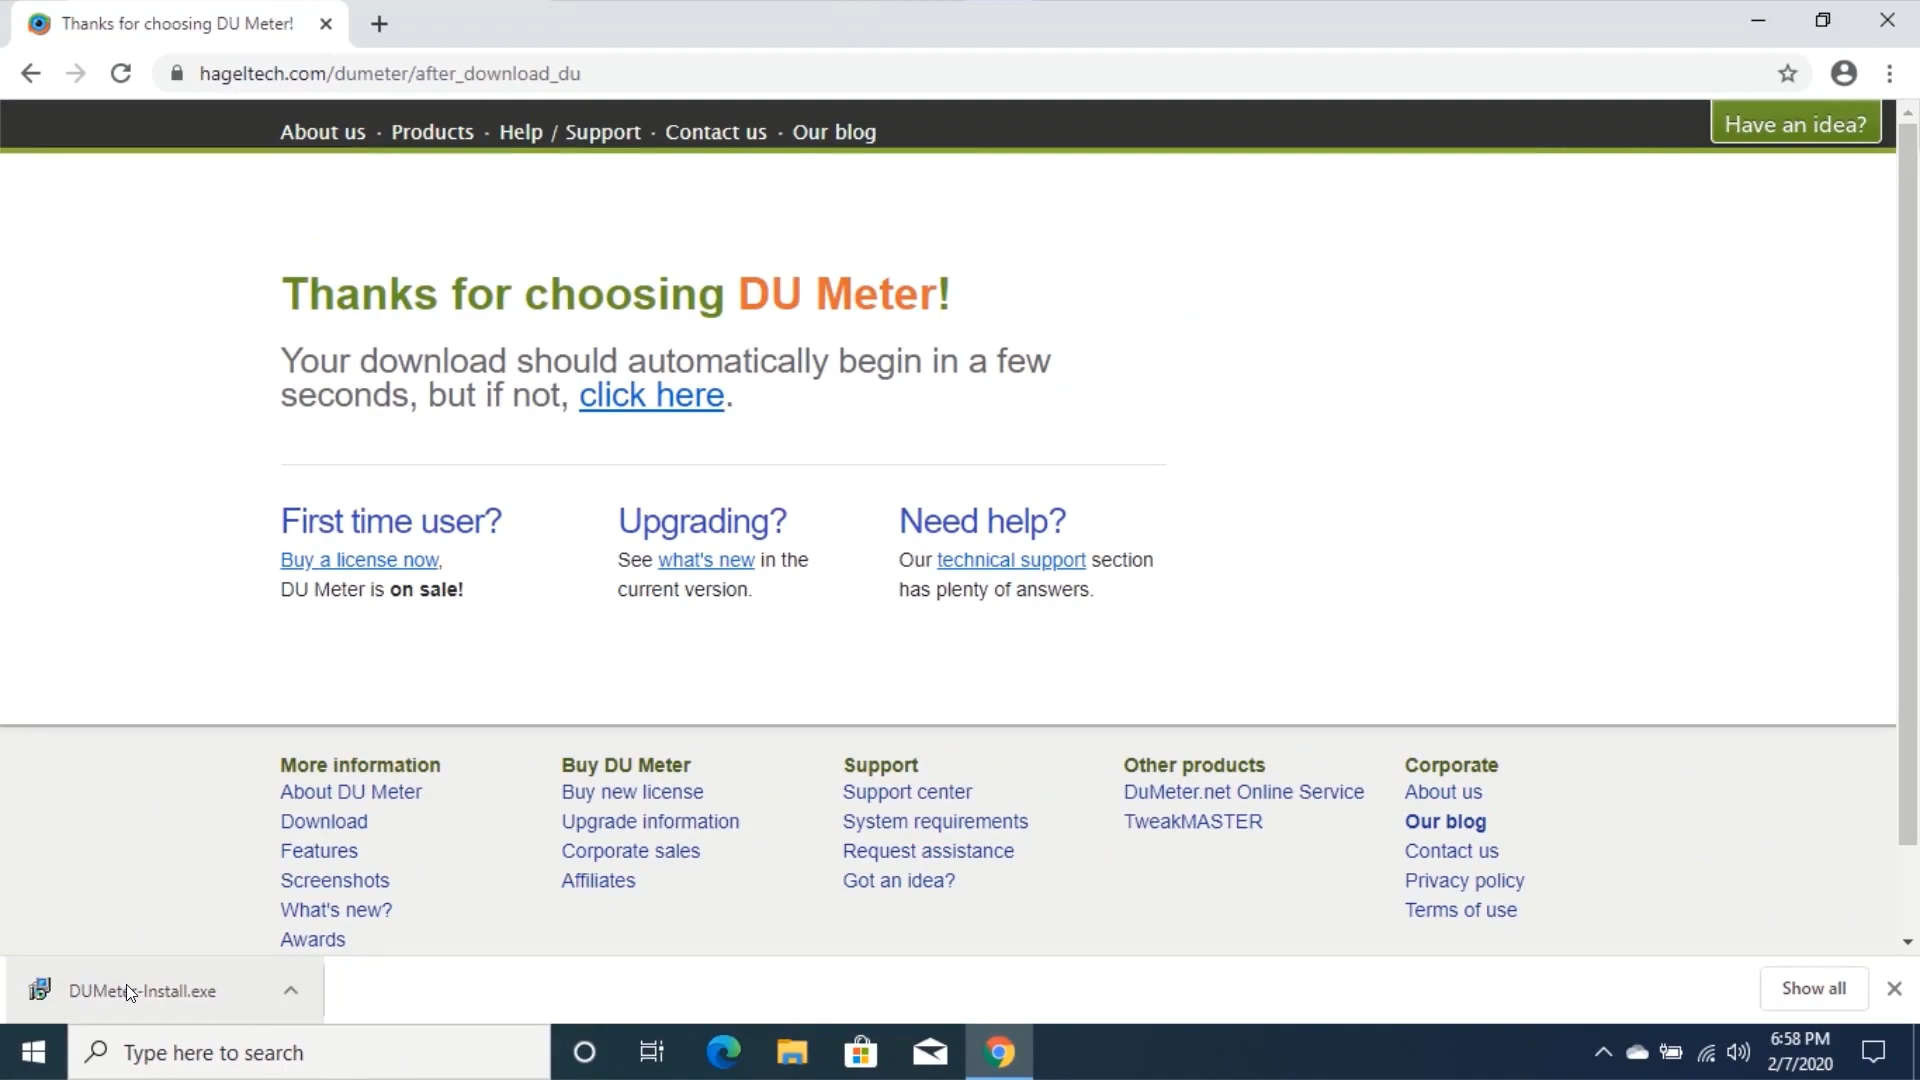 Thanks for choosing DU Meter!
hageltech.com/dumeter/after_download_du
About us · Products · Help / Support · Contact us · Our blog
Have an idea?
Thanks for choosing DU Meter!
Your download should automatically begin in a few
seconds, but if not, click here.
First time user?
Buy a license now,
DU Meter is on sale!
Upgrading?
See what's new in the
current version.
Need help?
Our technical support section
has plenty of answers.
More information
About DU Meter
Download
Features
Screenshots
What's new?
Awards
Buy DU Meter
Buy new license
Upgrade information
Corporate sales
Affiliates
Support
Support center
System requirements
Request assistance
Got an idea?
Other products
DuMeter.net Online Service
TweakMASTER
Corporate
About us
Our blog
Contact us
Privacy policy
Terms of use
DUMeter-Install.exe
Show all
Type here to search
6:58 PM
2/7/2020